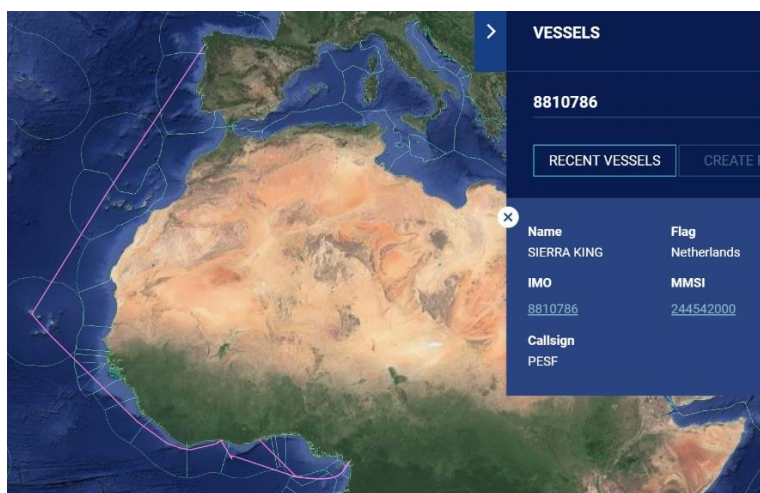 VESSELS
8810786
RECENT VESSELS
CREATE
Name
Flag
SIERRA KING
Netherlands
IMO
MMSI
8810786
244542000
Callsign
PESF